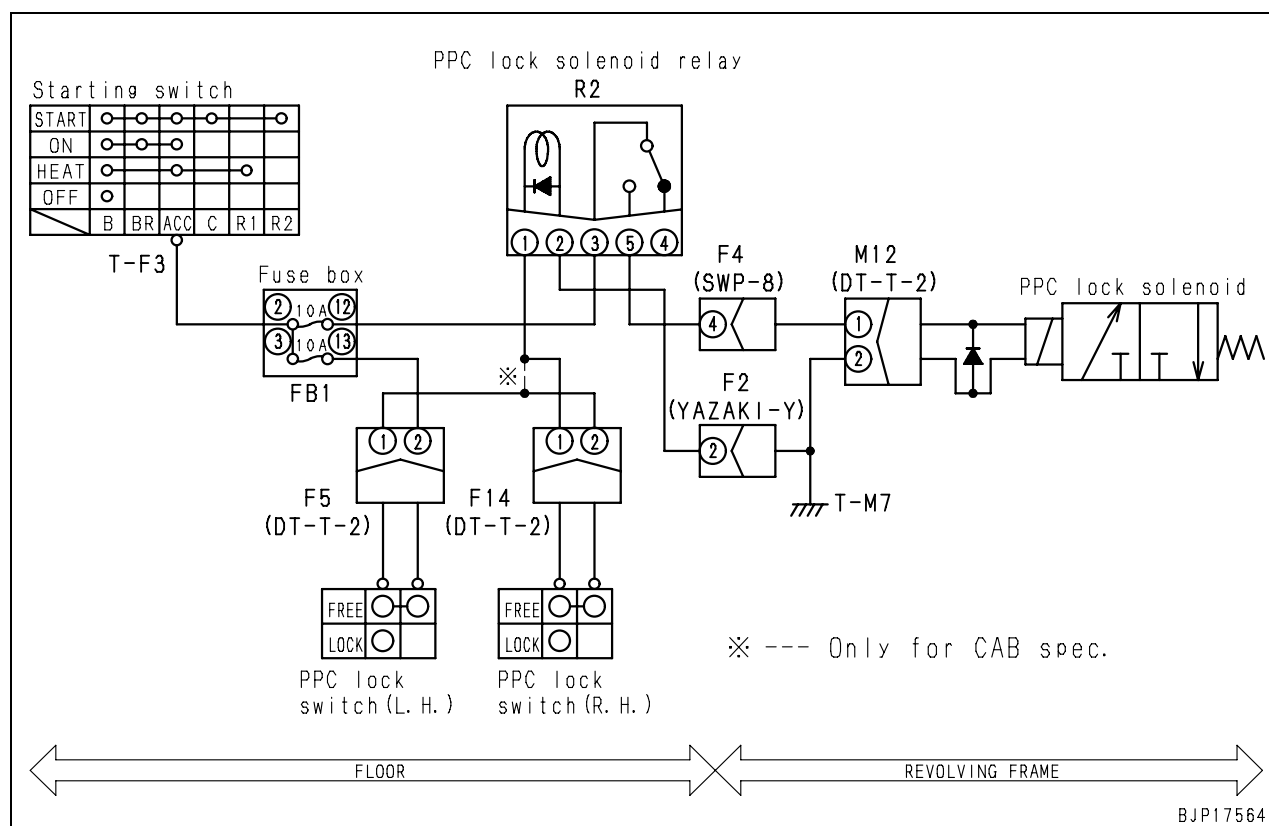 PPC lock solenoid relay
R2
Starting switch
START
ON
HEAT
OFF
B BR ACC C R1 R2
T-F3
Fuse box
2 10A 12
3 10A 13
FB1
1 2 3 5 4
F4
(SWP-8)
4
M12
(DT-T-2)
1
2
PPC lock solenoid
※
F2
(YAZAKI-Y)
2
T-M7
1 2
F5
(DT-T-2)
1 2
F14
(DT-T-2)
FREE
LOCK
PPC lock
switch(L.H.)
FREE
LOCK
PPC lock
switch(R.H.)
※ --- Only for CAB spec.
FLOOR
REVOLVING FRAME
BJP17564